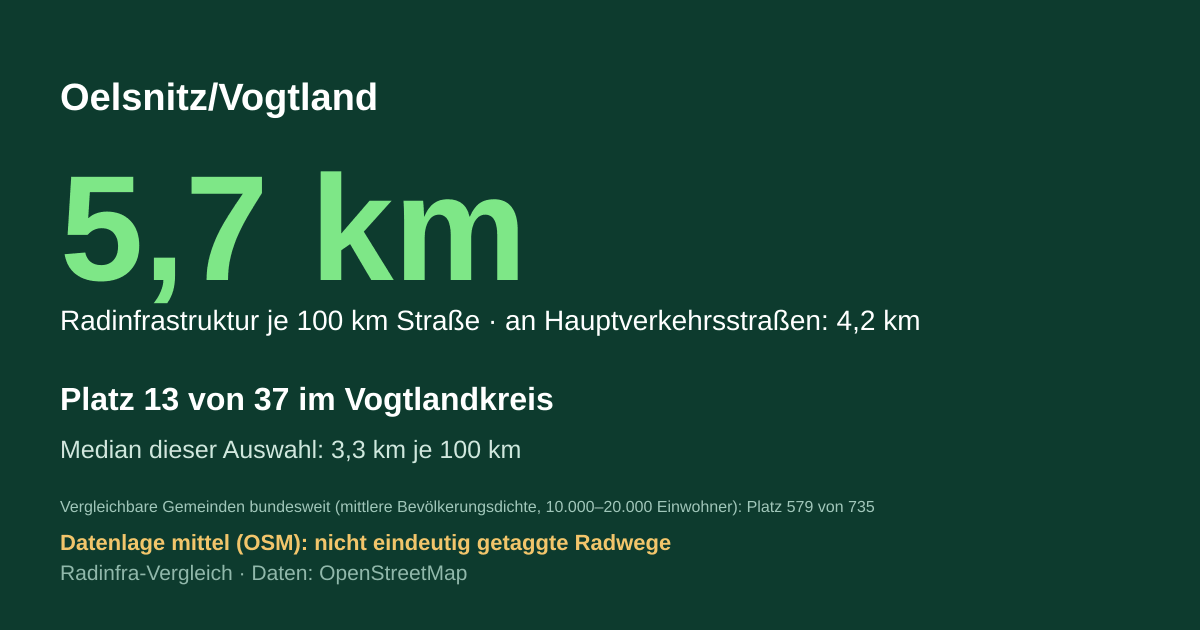 Oelsnitz/Vogtland
5,7 km
Radinfrastruktur je 100 km Straße · an Hauptverkehrsstraßen: 4,2 km
Platz 13 von 37 im Vogtlandkreis
Median dieser Auswahl: 3,3 km je 100 km
Vergleichbare Gemeinden bundesweit (mittlere Bevölkerungsdichte, 10.000–20.000 Einwohner): Platz 579 von 735
Datenlage mittel (OSM): nicht eindeutig getaggte Radwege
Radinfra-Vergleich · Daten: OpenStreetMap